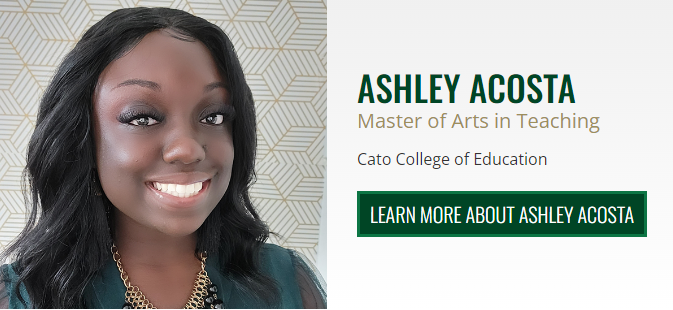 ASHLEY ACOSTA
Master of Arts in Teaching
Cato College of Education
LEARN MORE ABOUT ASHLEY ACOSTA